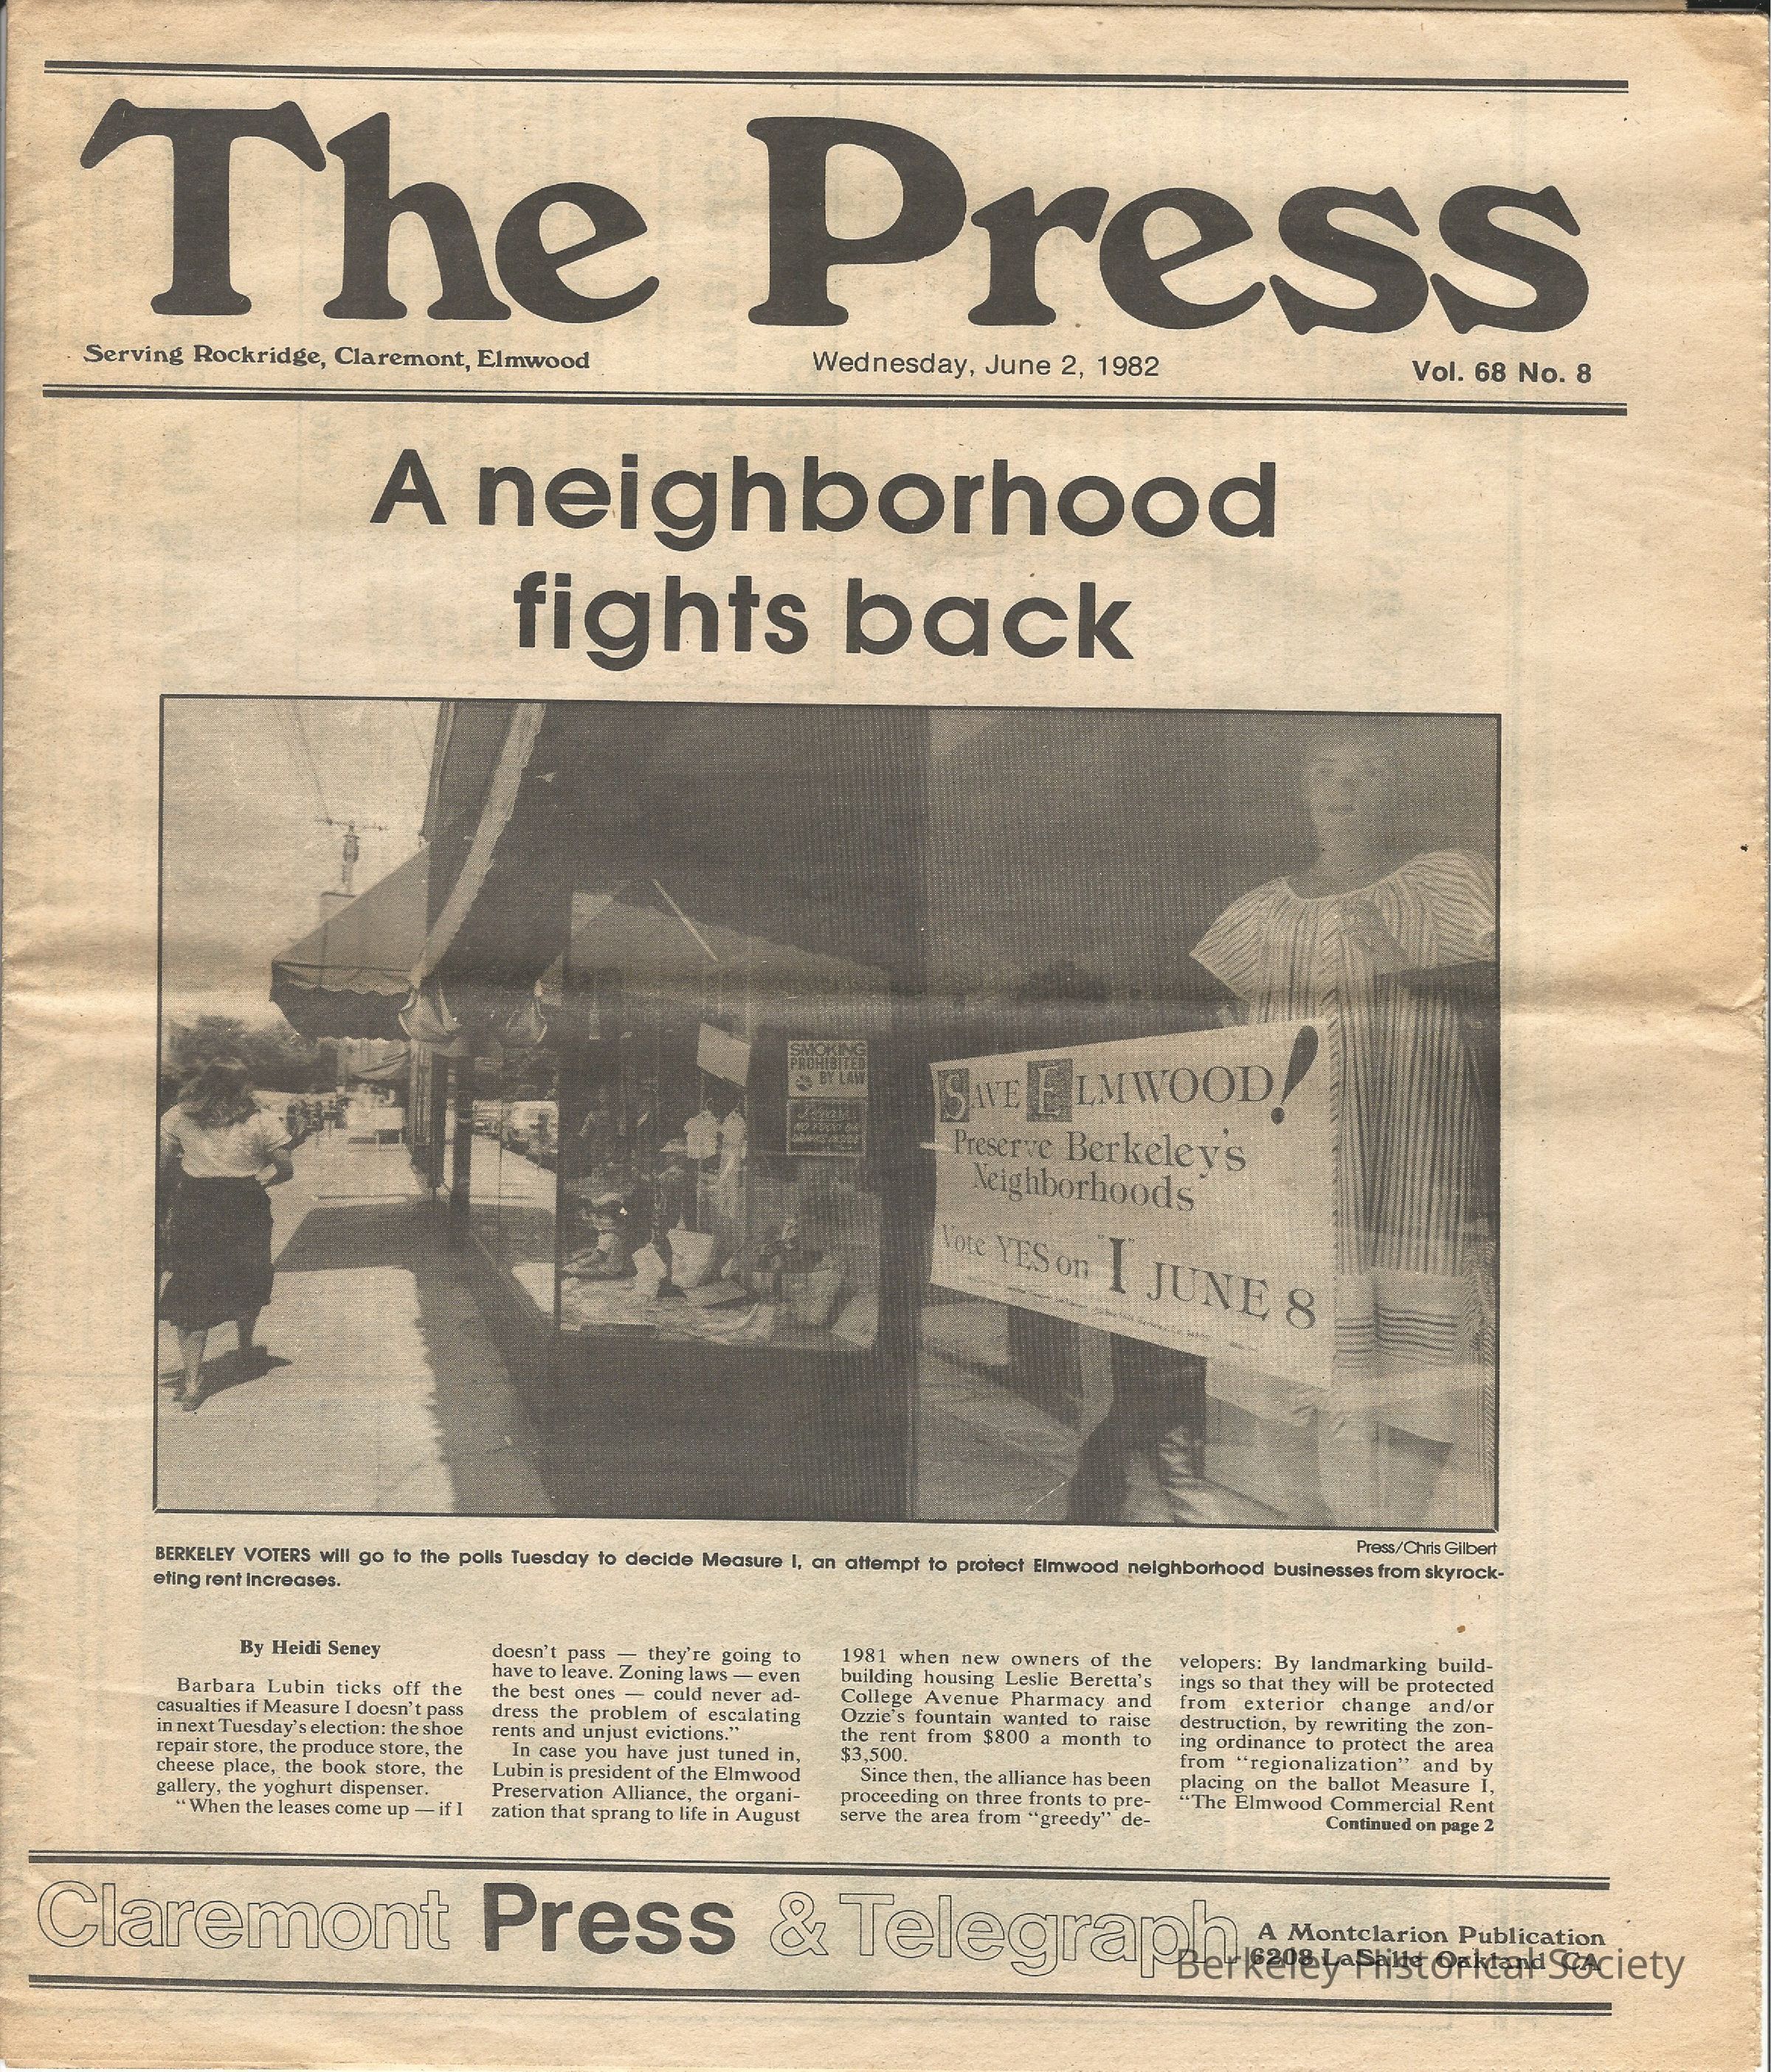 The Press
Serving Rockridge, Claremont, Elmwood
Wednesday, June 2, 1982
Vol. 68 No. 8
A neighborhood
fights back
SMOKING
PROHIBITED
BY LAW
Please
NO FOOD OR
DRINKS INSIDE
SAVE ELMWOOD!
Preserve Berkeley's
Neighborhoods
Vote YES on "I" JUNE 8
Press/Chris Gilbert
BERKELEY VOTERS will go to the polls Tuesday to decide Measure I, an attempt to protect Elmwood neighborhood businesses from skyrock-
eting rent increases.
By Heidi Seney
Barbara Lubin ticks off the
casualties if Measure I doesn't pass
in next Tuesday's election: the shoe
repair store, the produce store, the
cheese place, the book store, the
gallery, the yoghurt dispenser.
"When the leases come up — if I
doesn't pass — they're going to
have to leave. Zoning laws — even
the best ones — could never ad-
dress the problem of escalating
rents and unjust evictions."
In case you have just tuned in,
Lubin is president of the Elmwood
Preservation Alliance, the organi-
zation that sprang to life in August
1981 when new owners of the
building housing Leslie Beretta's
College Avenue Pharmacy and
Ozzie's fountain wanted to raise
the rent from $800 a month to
$3,500.
Since then, the alliance has been
proceeding on three fronts to pre-
serve the area from "greedy" de-
velopers: By landmarking build-
ings so that they will be protected
from exterior change and/or
destruction, by rewriting the zon-
ing ordinance to protect the area
from "regionalization" and by
placing on the ballot Measure I,
"The Elmwood Commercial Rent
Continued on page 2
Claremont Press & Telegraph
A Montclarion Publication
6208 LaSalle Oakland CA
Berkeley Historical Society